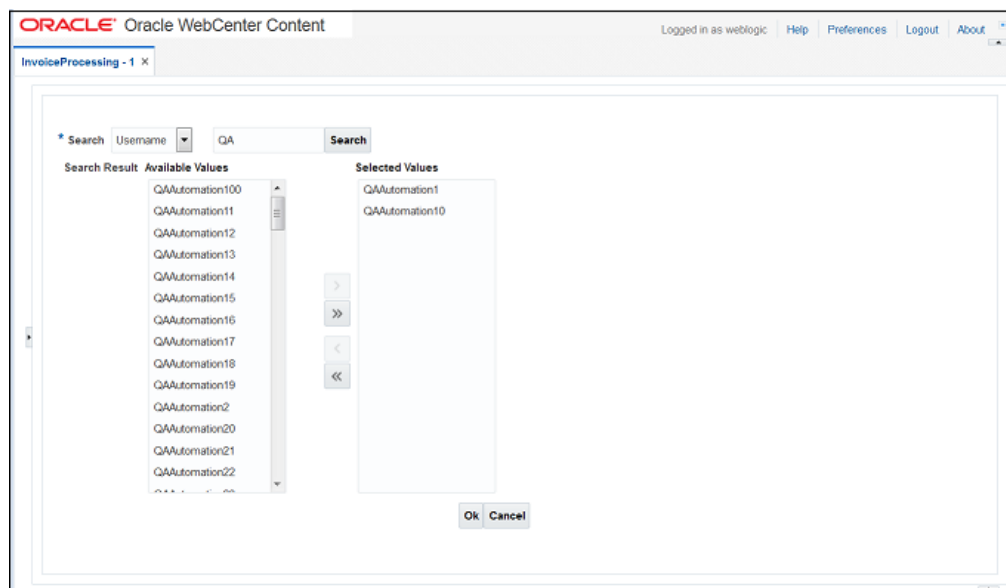 ORACLE® Oracle WebCenter Content
Logged in as weblogic Help Preferences Logout About
InvoiceProcessing - 1 ×
* Search Username QA Search
Search Result Available Values Selected Values
QAAutomation100 QAAutomation1
QAAutomation11 QAAutomation10
QAAutomation12
QAAutomation13
QAAutomation14
QAAutomation15
QAAutomation16
QAAutomation17
QAAutomation18
QAAutomation19
QAAutomation2
QAAutomation20
QAAutomation21
QAAutomation22
Ok Cancel